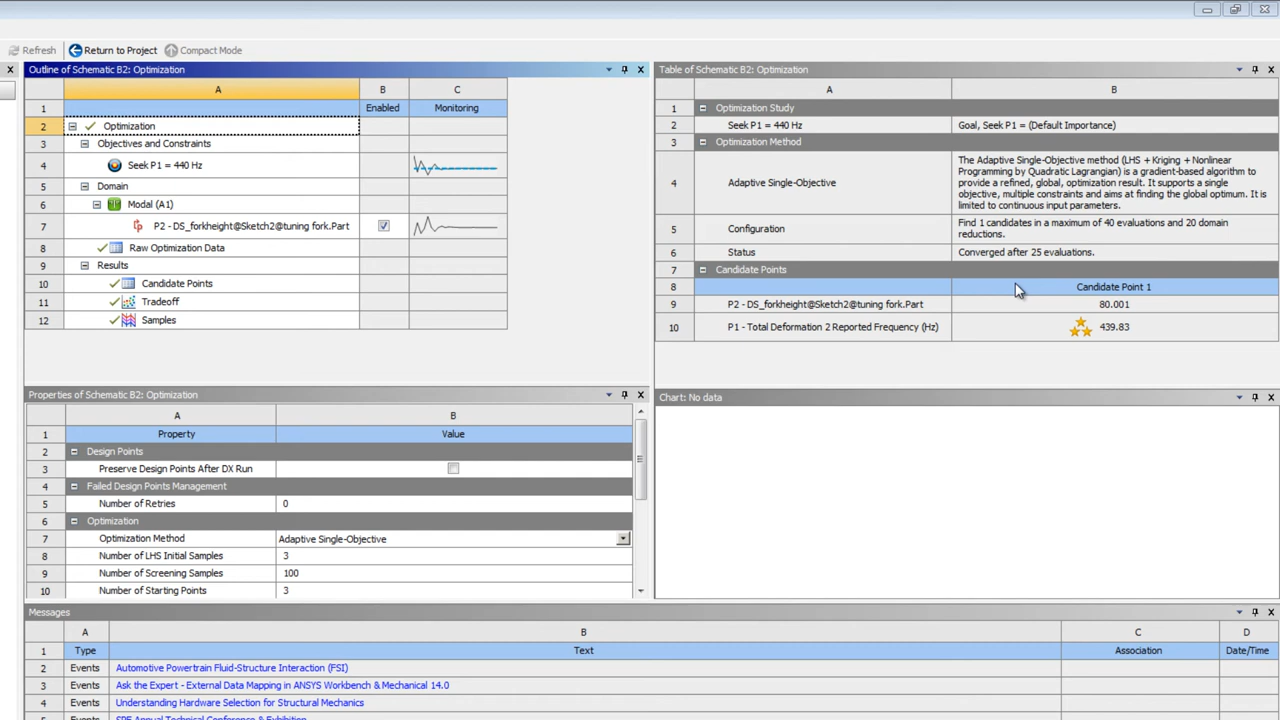 Refresh Return to Project Compact Mode
Outline of Schematic B2: Optimization
A B C
1 Enabled Monitoring
2 Optimization
3 Objectives and Constraints
4 Seek P1 = 440 Hz
5 Domain
6 Modal (A1)
7 P2 - DS_forkheight@Sketch2@tuning fork.Part
8 Raw Optimization Data
9 Results
10 Candidate Points
11 Tradeoff
12 Samples
Table of Schematic B2: Optimization
A B
1 Optimization Study
2 Seek P1 = 440 Hz Goal, Seek P1 = (Default Importance)
3 Optimization Method
4 Adaptive Single-Objective
The Adaptive Single-Objective method (LHS + Kriging + Nonlinear
Programming by Quadratic Lagrangian) is a gradient-based algorithm to
provide a refined, global, optimization result. It supports a single
objective, multiple constraints and aims at finding the global optimum. It is
limited to continuous input parameters.
5 Configuration
Find 1 candidates in a maximum of 40 evaluations and 20 domain
reductions.
6 Status Converged after 25 evaluations.
7 Candidate Points
8 Candidate Point 1
9 P2 - DS_forkheight@Sketch2@tuning fork.Part 80.001
10 P1 - Total Deformation 2 Reported Frequency (Hz) 439.83
Properties of Schematic B2: Optimization
A B
1 Property Value
2 Design Points
3 Preserve Design Points After DX Run
4 Failed Design Points Management
5 Number of Retries 0
6 Optimization
7 Optimization Method Adaptive Single-Objective
8 Number of LHS Initial Samples 3
9 Number of Screening Samples 100
10 Number of Starting Points 3
Chart: No data
Messages
A B C D
1 Type Text Association Date/Time
2 Events Automotive Powertrain Fluid-Structure Interaction (FSI)
3 Events Ask the Expert - External Data Mapping in ANSYS Workbench & Mechanical 14.0
4 Events Understanding Hardware Selection for Structural Mechanics
5 Events SPE Annual Technical Conference & Exhibition